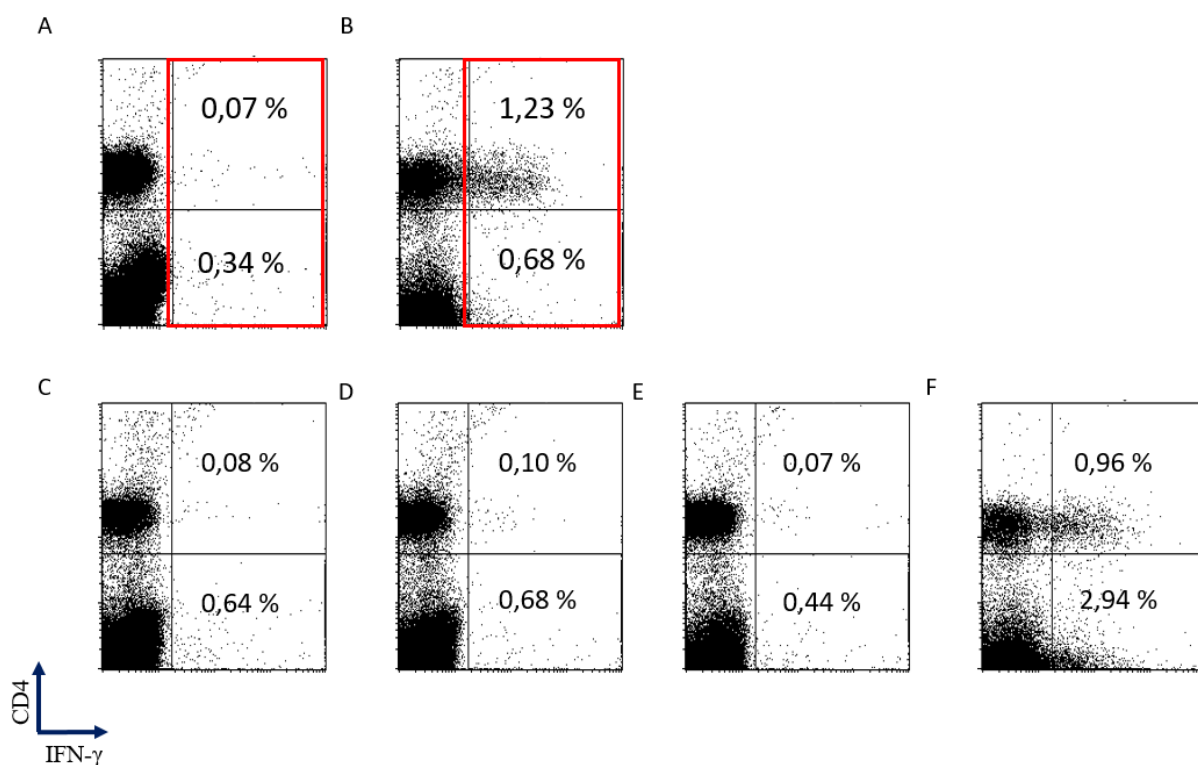 A
B
0,07 %
1,23 %
0,34 %
0,68 %
C
D
E
F
0,08 %
0,10 %
0,07 %
0,96 %
0,64 %
0,68 %
0,44 %
2,94 %
CD4
IFN-γ